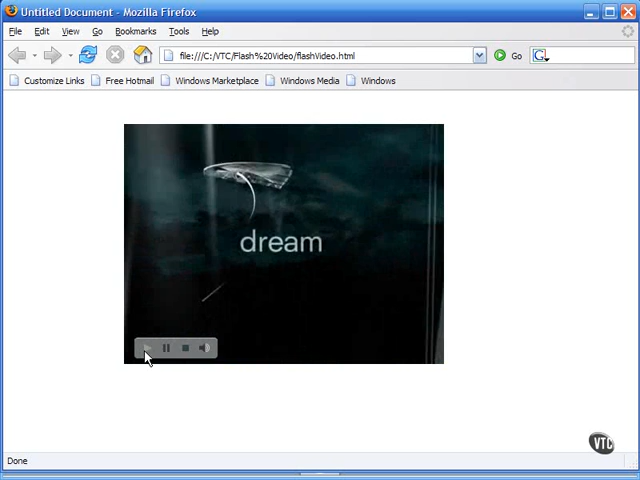 Untitled Document - Mozilla Firefox
File Edit View Go Bookmarks Tools Help
file:///C:/VTC/Flash%20Video/flashVideo.html Go G
Customize Links Free Hotmail Windows Marketplace Windows Media Windows
dream
VTC
Done